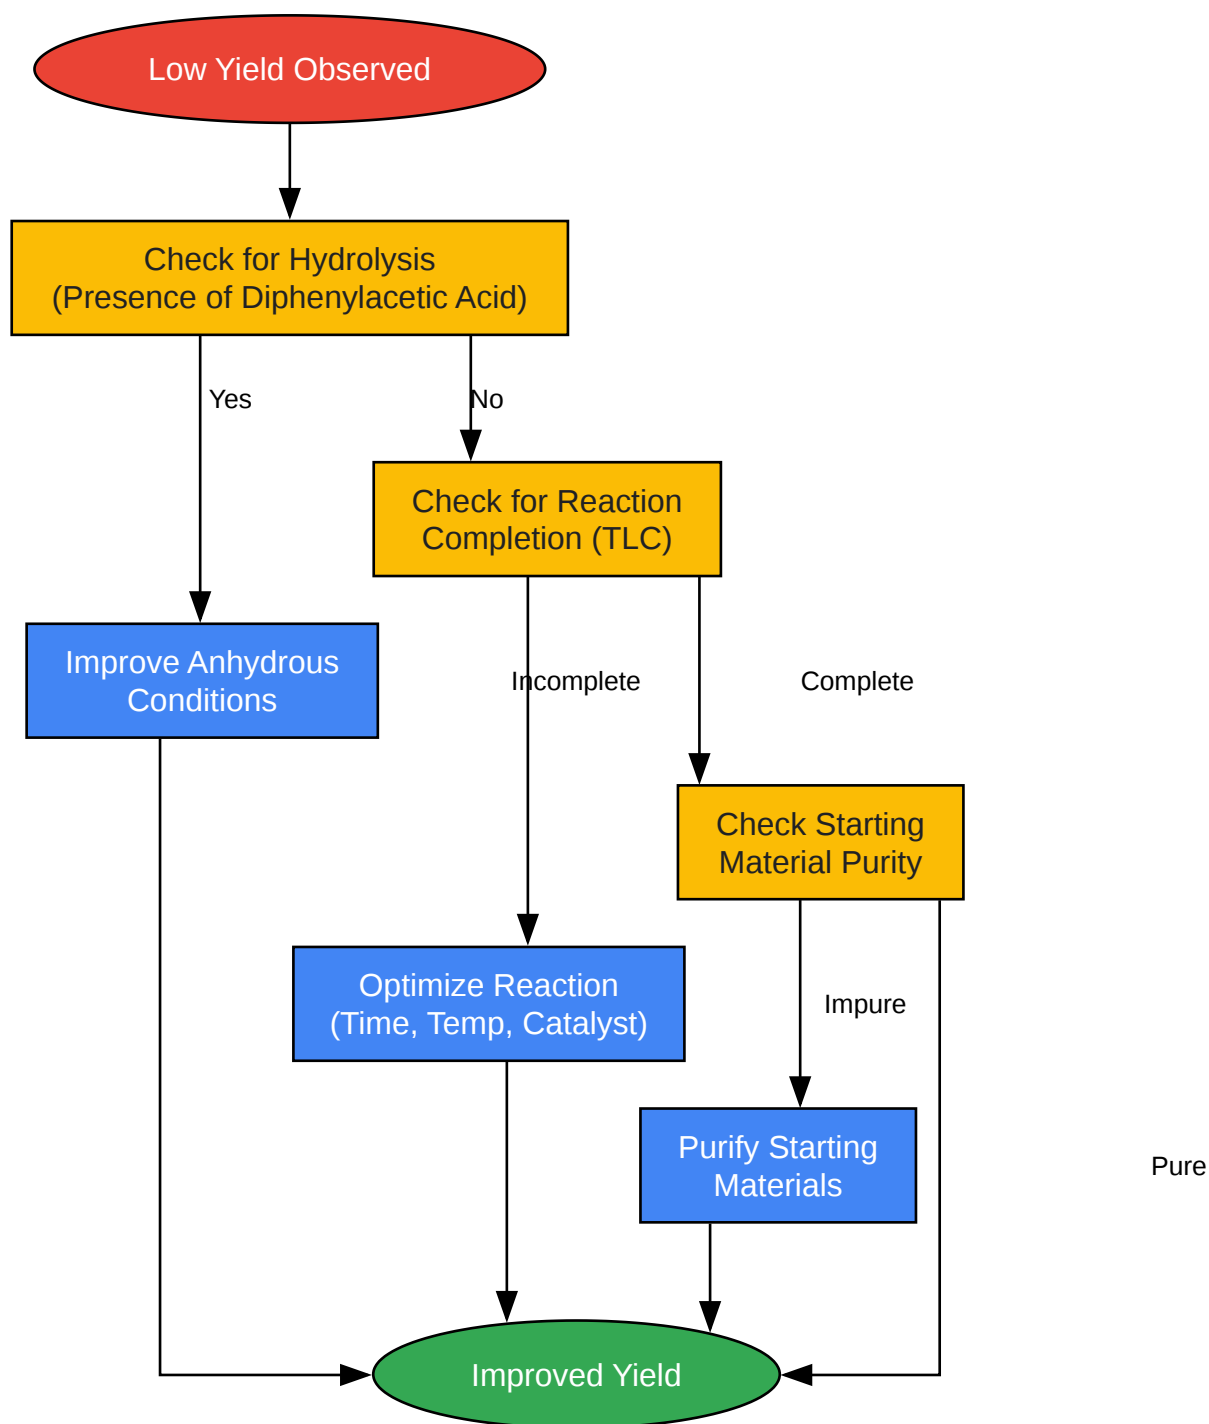 Low Yield Observed
Check for Hydrolysis
(Presence of Diphenylacetic Acid)
Yes
No
Check for Reaction
Completion (TLC)
Improve Anhydrous
Conditions
Incomplete
Complete
Check Starting
Material Purity
Optimize Reaction
(Time, Temp, Catalyst)
Impure
Purify Starting
Materials
Pure
Improved Yield